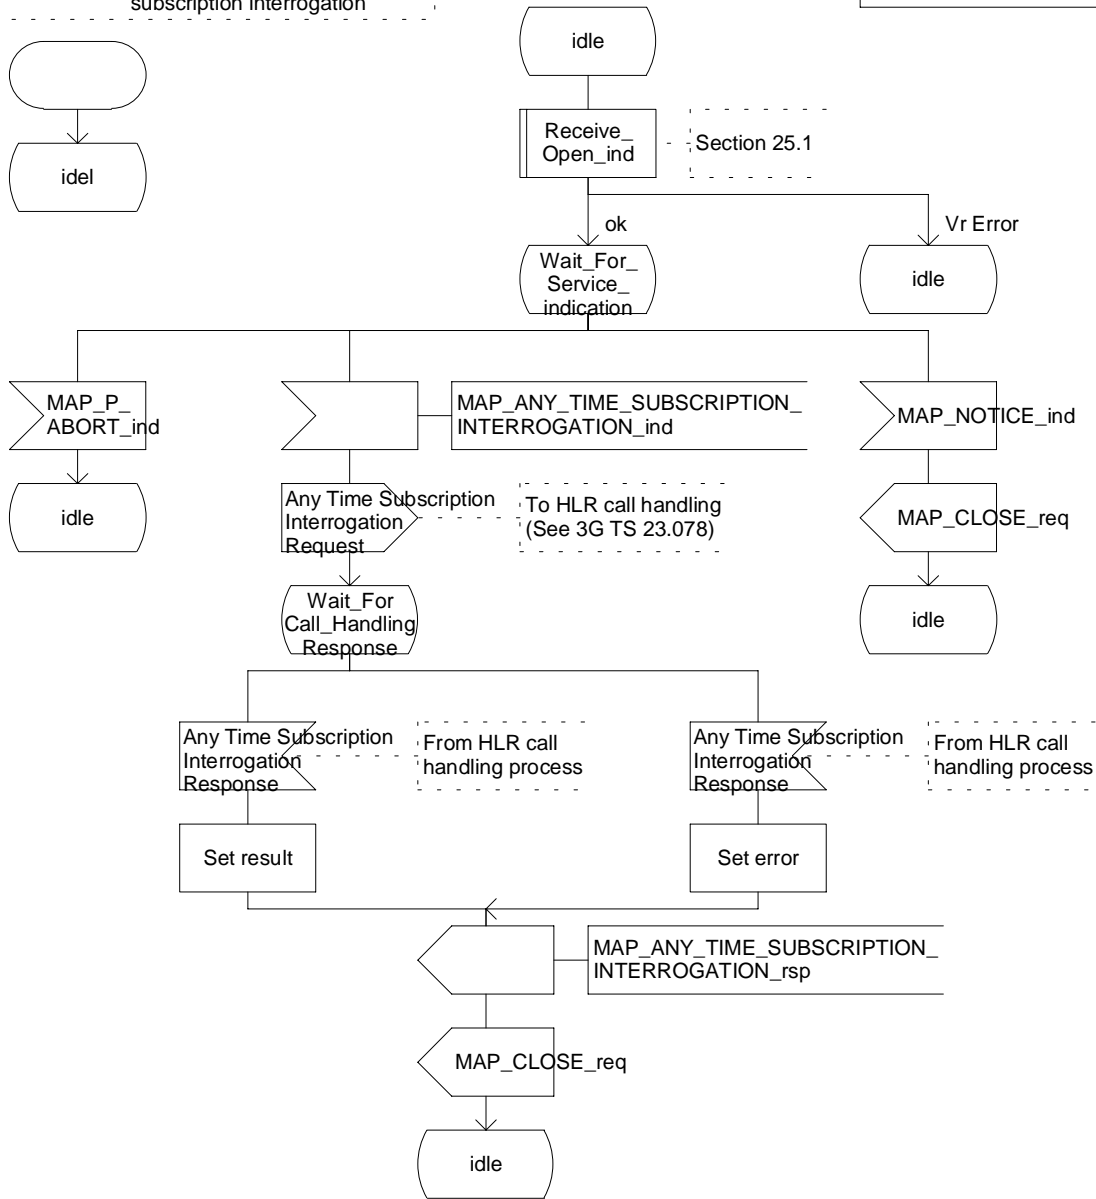 subscription interrogation
idle
Receive_
Open_ind
Section 25.1
idel
ok
Vr Error
Wait_For_
Service_
indication
idle
MAP_P_
ABORT_ind
MAP_ANY_TIME_SUBSCRIPTION_
INTERROGATION_ind
MAP_NOTICE_ind
idle
Any Time Subscription
Interrogation
Request
To HLR call handling
(See 3G TS 23.078)
MAP_CLOSE_req
Wait_For
Call_Handling
Response
idle
Any Time Subscription
Interrogation
Response
From HLR call
handling process
Any Time Subscription
Interrogation
Response
From HLR call
handling process
Set result
Set error
MAP_ANY_TIME_SUBSCRIPTION_
INTERROGATION_rsp
MAP_CLOSE_req
idle